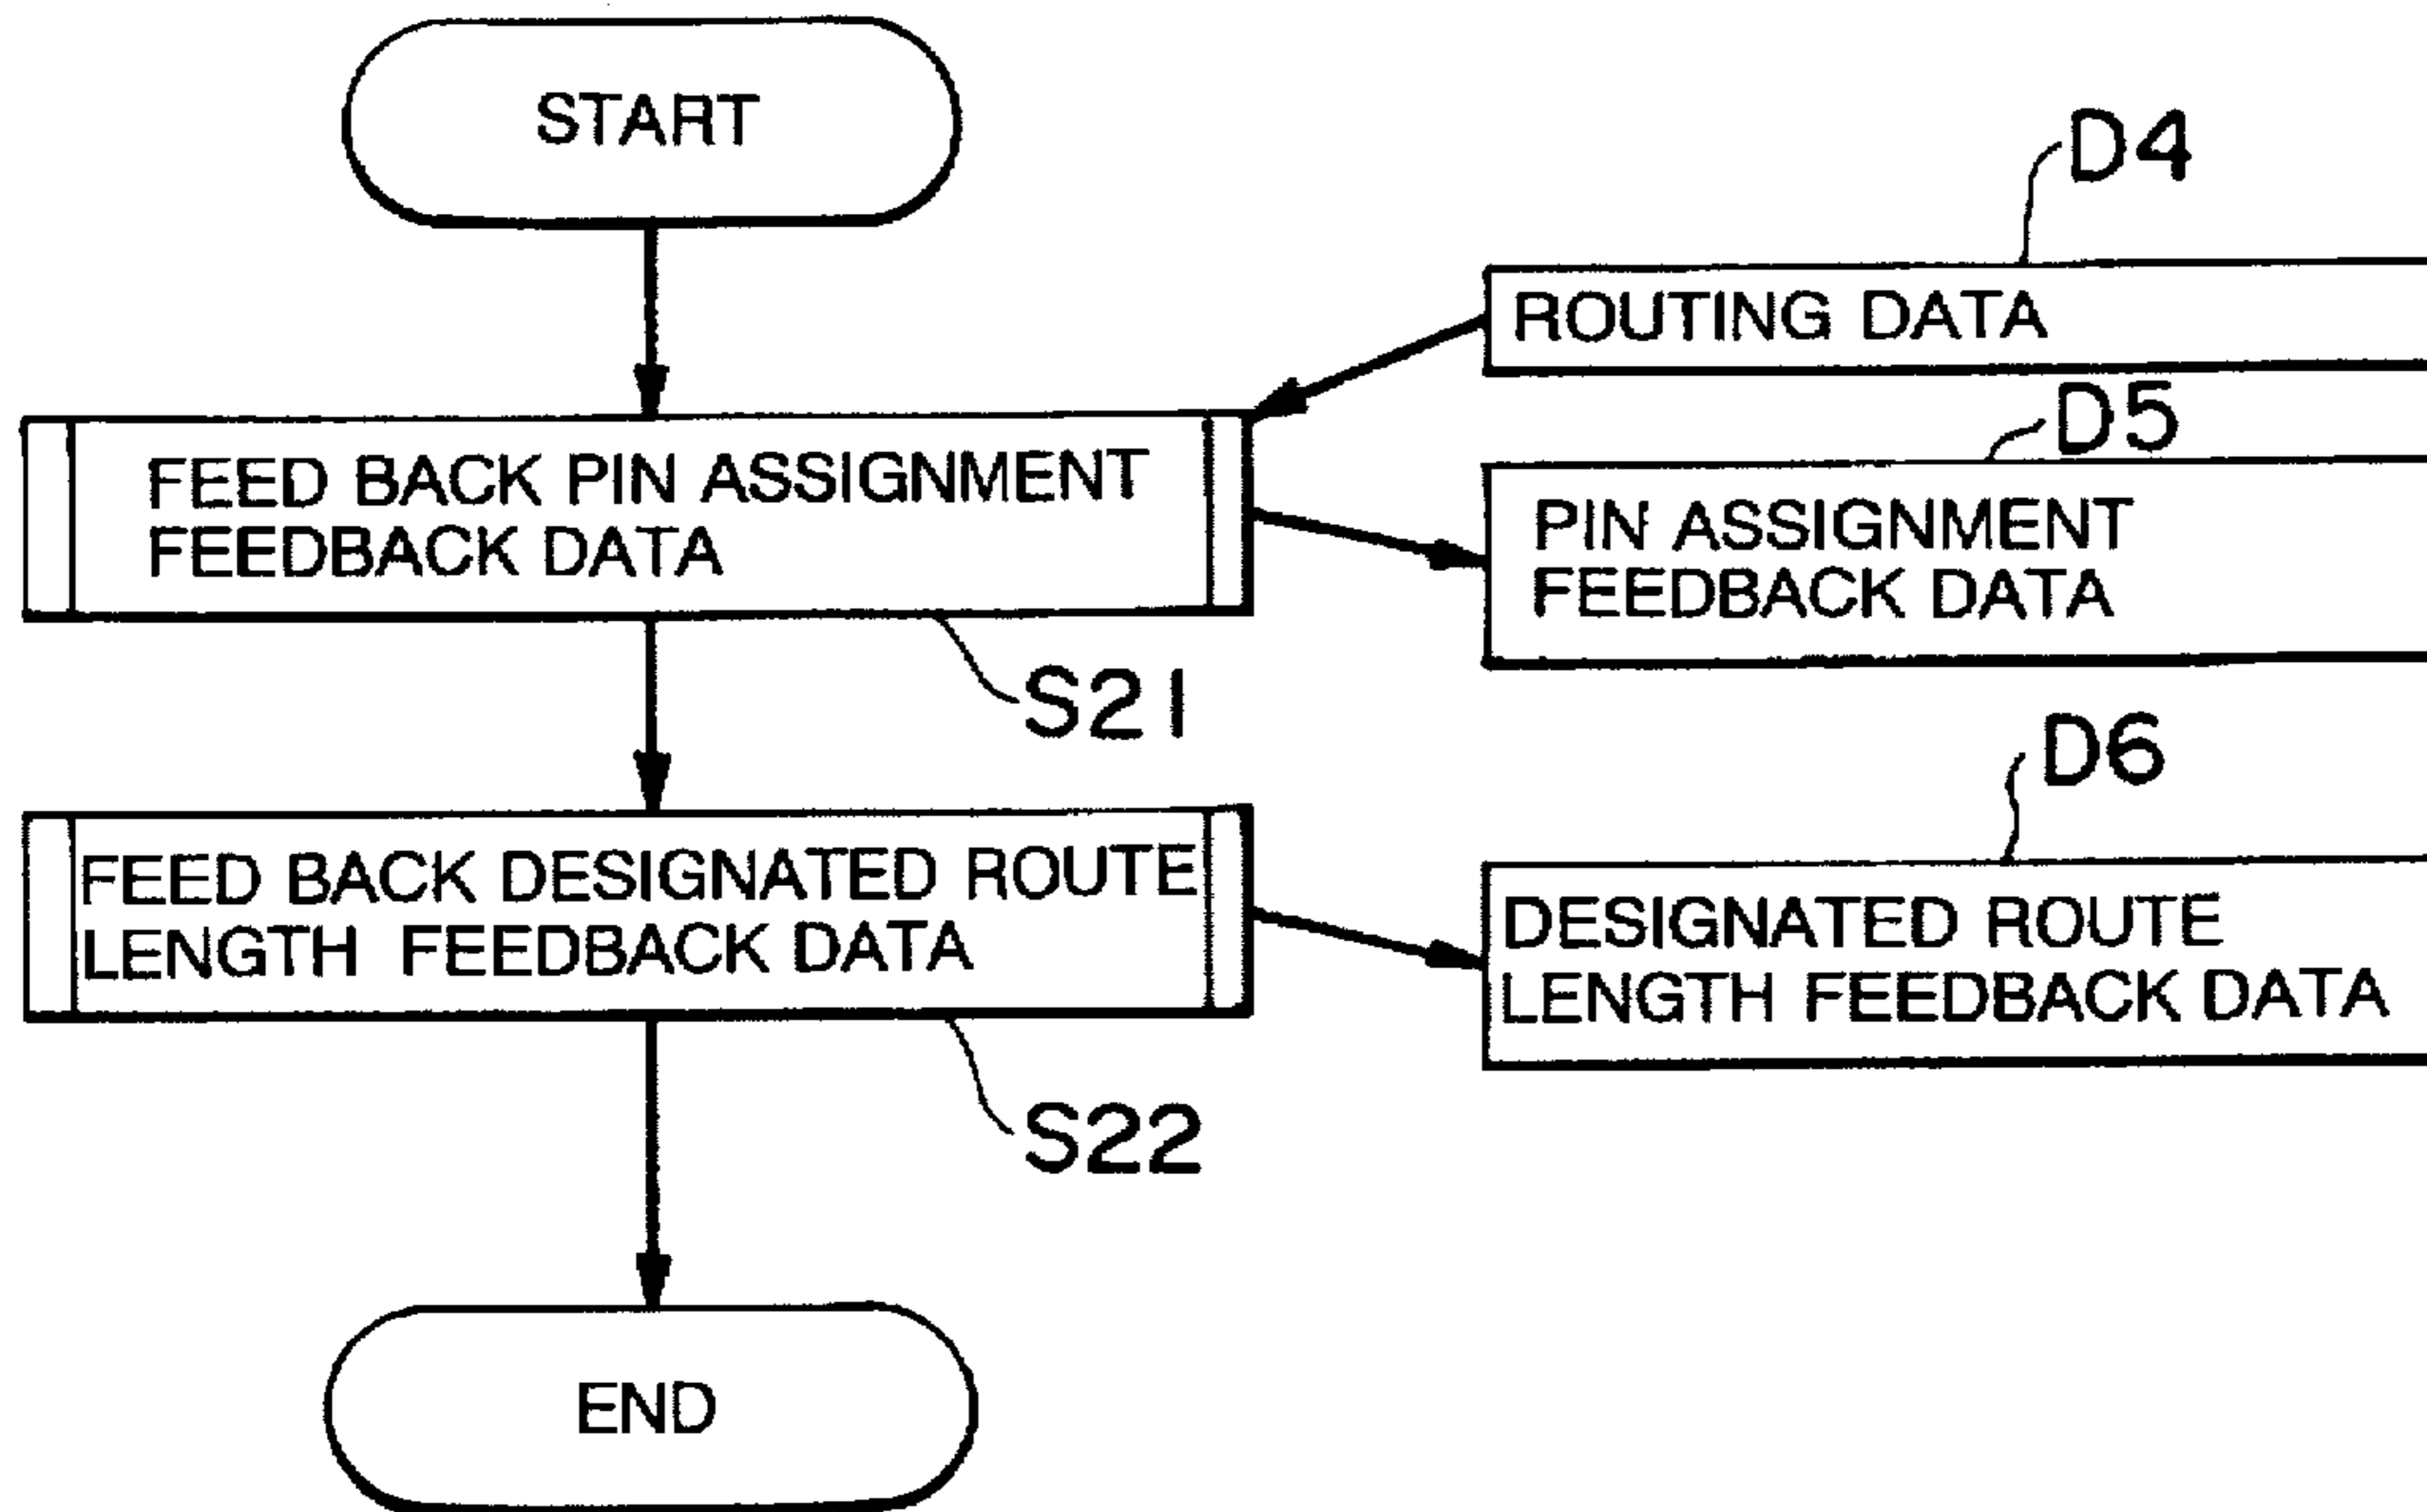 START
D4
ROUTING DATA
D5
FEED BACK PIN ASSIGNMENT
FEEDBACK DATA
PIN ASSIGNMENT
FEEDBACK DATA
S21
D6
FEED BACK DESIGNATED ROUTE
LENGTH FEEDBACK DATA
DESIGNATED ROUTE
LENGTH FEEDBACK DATA
S22
END